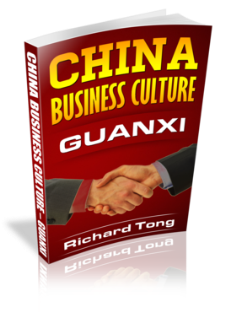 CHINA
BUSINESS CULTURE
GUANXI
Richard Tong
CHINA BUSINESS CULTURE - GUANXI